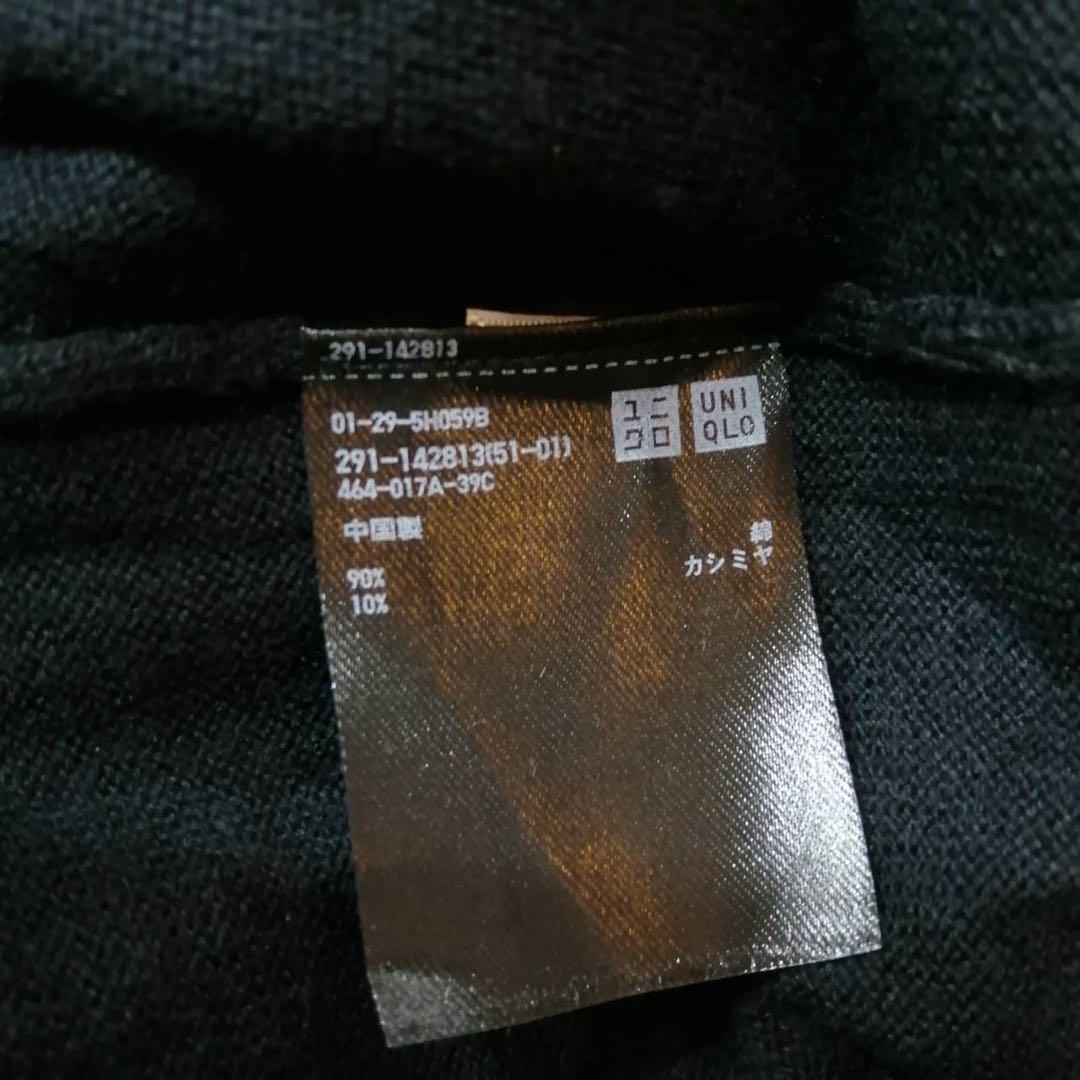 291-142813
01-29-5H059B
291-142813(51-01)
464-017A-39C
ユニ
クロ
UNI
QLO
中国製
90% 綿
10% カシミヤ